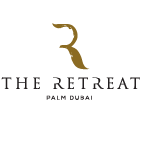 R
THE RETREAT
PALM DUBAI